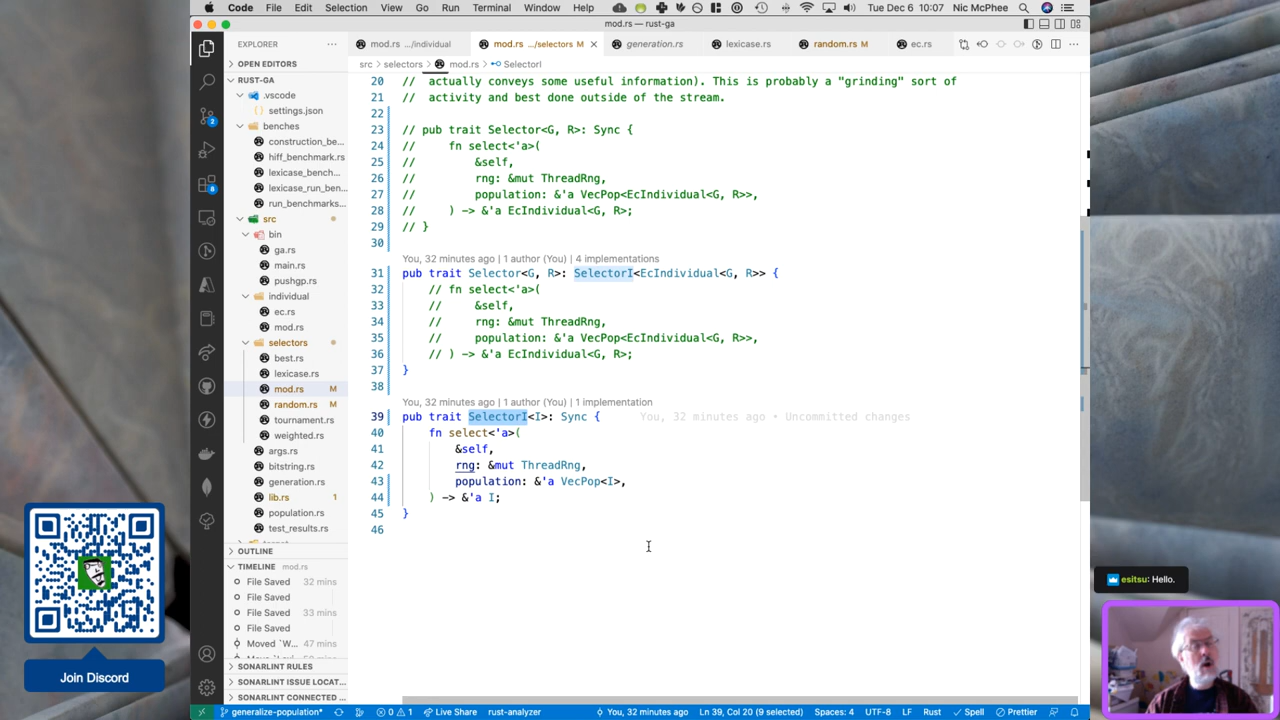 Code File Edit Selection View Go Run Terminal Window Help Tue Dec 6 10:07 Nic McPhee
mod.rs — rust-ga
EXPLORER
mod.rs .../individual
mod.rs .../selectors M
generation.rs
lexicase.rs
random.rs M
ec.rs
src > selectors > mod.rs > SelectorI
OPEN EDITORS
RUST-GA
.vscode
settings.json
benches
construction_be...
hiff_benchmark.rs
lexicase_bench...
lexicase_run_ben...
run_benchmarks...
src
bin
ga.rs
main.rs
pushgp.rs
individual
ec.rs
mod.rs
selectors
best.rs
lexicase.rs
mod.rs M
random.rs M
tournament.rs
weighted.rs
args.rs
bitstring.rs
generation.rs
lib.rs 1
population.rs
test_results.rs
OUTLINE
TIMELINE mod.rs
File Saved 32 mins
File Saved
File Saved 33 mins
File Saved
Moved `W... 47 mins
SONARLINT RULES
SONARLINT ISSUE LOCAT...
SONARLINT CONNECTED ...
20 // actually conveys some useful information). This is probably a "grinding" sort of
21 // activity and best done outside of the stream.
22
23 // pub trait Selector<G, R>: Sync {
24 // fn select<'a>(
25 // &self,
26 // rng: &mut ThreadRng,
27 // population: &'a VecPop<EcIndividual<G, R>>,
28 // ) -> &'a EcIndividual<G, R>;
29 // }
30
You, 32 minutes ago | 1 author (You) | 4 implementations
31 pub trait Selector<G, R>: SelectorI<EcIndividual<G, R>> {
32 // fn select<'a>(
33 // &self,
34 // rng: &mut ThreadRng,
35 // population: &'a VecPop<EcIndividual<G, R>>,
36 // ) -> &'a EcIndividual<G, R>;
37 }
38
You, 32 minutes ago | 1 author (You) | 1 implementation
39 pub trait SelectorI<I>: Sync { You, 32 minutes ago • Uncommitted changes
40 fn select<'a>(
41 &self,
42 rng: &mut ThreadRng,
43 population: &'a VecPop<I>,
44 ) -> &'a I;
45 }
46
2
8
Join Discord
esitsu: Hello.
generalize-population* 0 1 Live Share rust-analyzer You, 32 minutes ago Ln 39, Col 20 (9 selected) Spaces: 4 UTF-8 LF Rust Spell Prettier